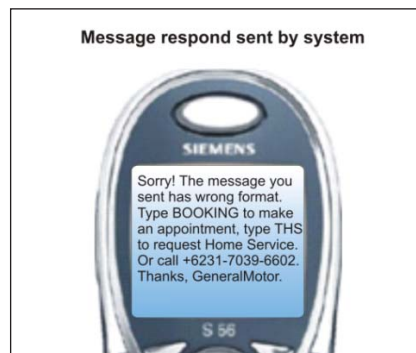 Message respond sent by system
SIEMENS
Sorry! The message you
sent has wrong format.
Type BOOKING to make
an appointment, type THS
to request Home Service.
Or call +6231-7039-6602.
Thanks, GeneralMotor.
S 56